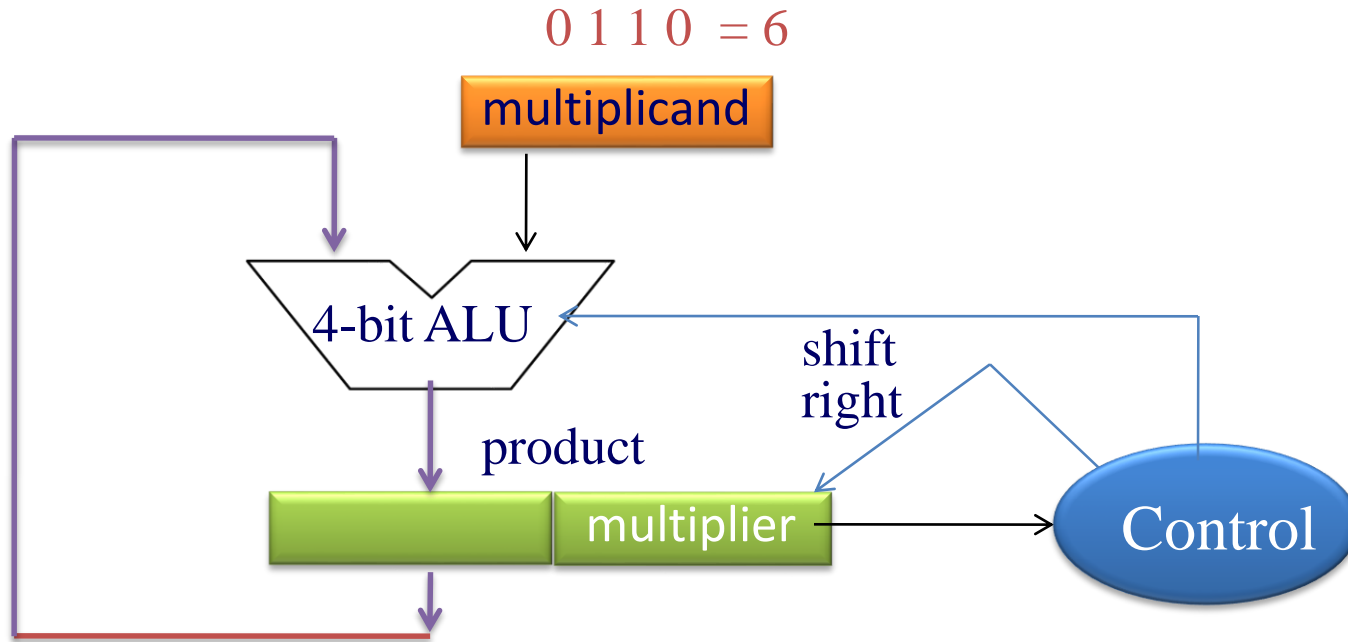 0 1 1 0 = 6
multiplicand
4-bit ALU
shift
right
product
multiplier
Control